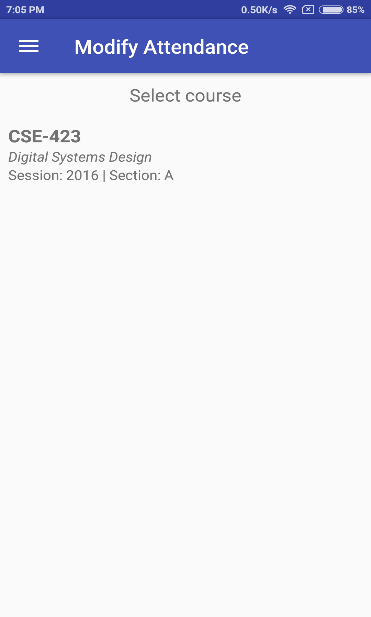 7:05 PM 0.50K/s 85%
Modify Attendance
Select course
CSE-423
Digital Systems Design
Session: 2016 | Section: A